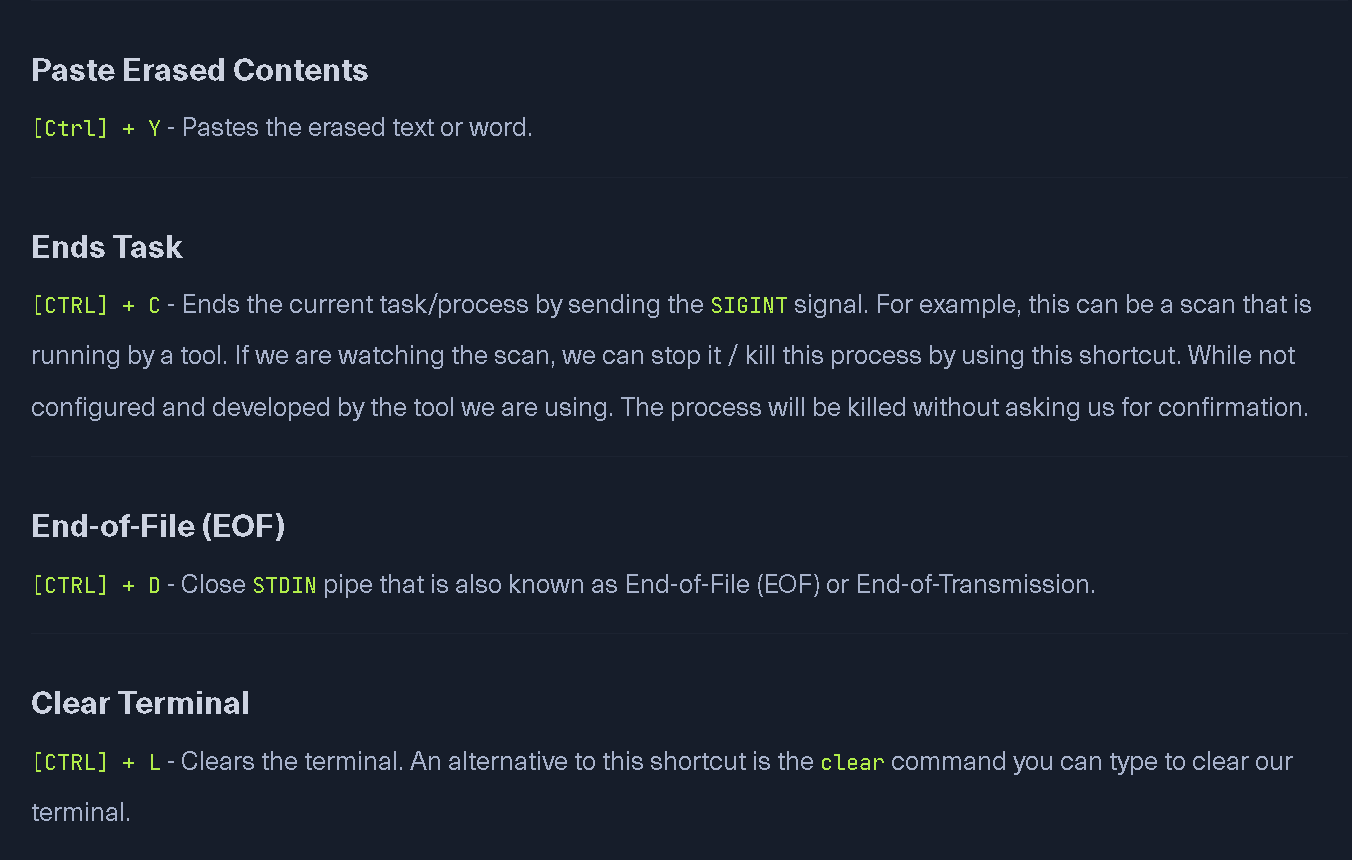 Paste Erased Contents
[Ctrl] + Y - Pastes the erased text or word.
Ends Task
[CTRL] + C - Ends the current task/process by sending the SIGINT signal. For example, this can be a scan that is
running by a tool. If we are watching the scan, we can stop it / kill this process by using this shortcut. While not
configured and developed by the tool we are using. The process will be killed without asking us for confirmation.
End-of-File (EOF)
[CTRL] + D - Close STDIN pipe that is also known as End-of-File (EOF) or End-of-Transmission.
Clear Terminal
[CTRL] + L - Clears the terminal. An alternative to this shortcut is the clear command you can type to clear our
terminal.